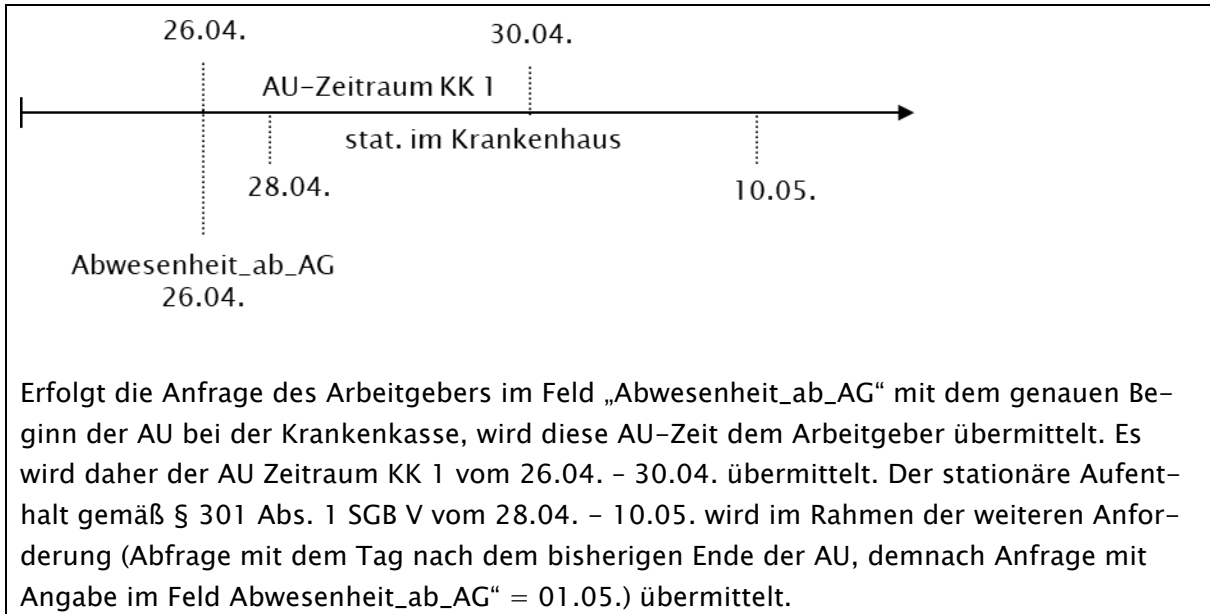 26.04. 30.04.
AU-Zeitraum KK 1
stat. im Krankenhaus
28.04. 10.05.
Abwesenheit_ab_AG
26.04.
Erfolgt die Anfrage des Arbeitgebers im Feld „Abwesenheit_ab_AG“ mit dem genauen Be-
ginn der AU bei der Krankenkasse, wird diese AU-Zeit dem Arbeitgeber übermittelt. Es
wird daher der AU Zeitraum KK 1 vom 26.04. – 30.04. übermittelt. Der stationäre Aufent-
halt gemäß § 301 Abs. 1 SGB V vom 28.04. – 10.05. wird im Rahmen der weiteren Anfor-
derung (Abfrage mit dem Tag nach dem bisherigen Ende der AU, demnach Anfrage mit
Angabe im Feld Abwesenheit_ab_AG“ = 01.05.) übermittelt.